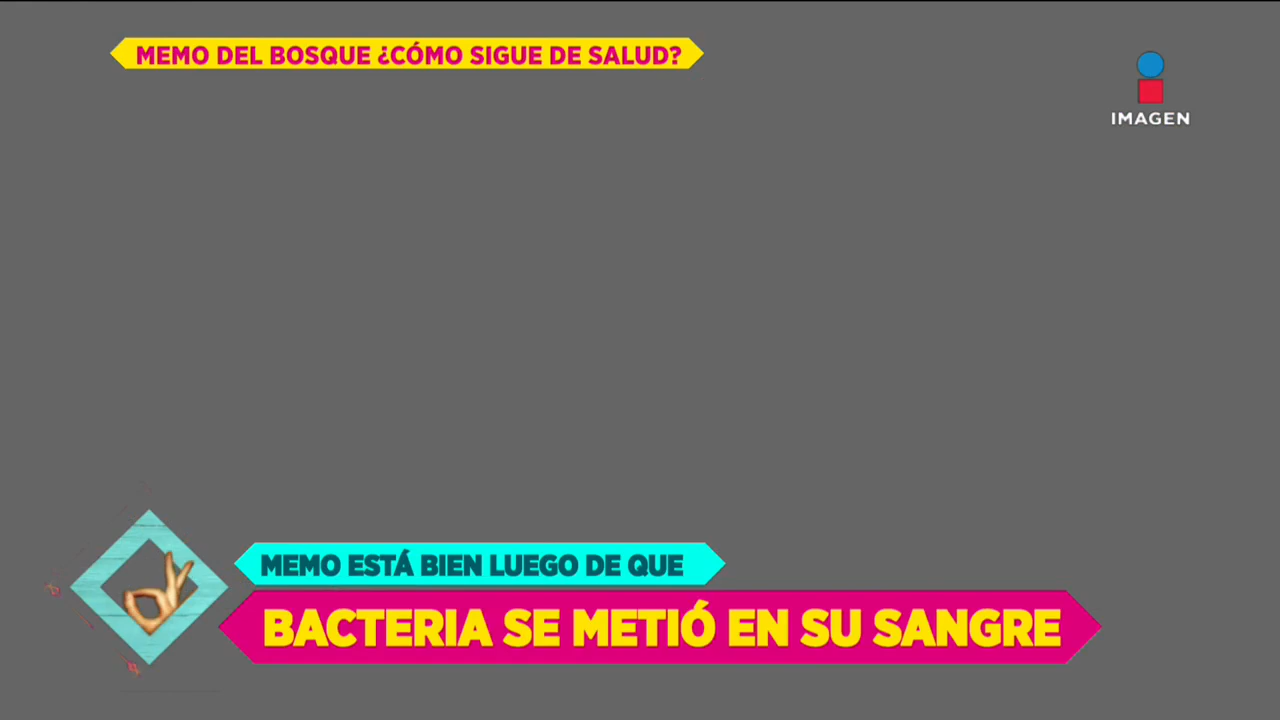 MEMO DEL BOSQUE ¿CÓMO SIGUE DE SALUD?
IMAGEN
MEMO ESTÁ BIEN LUEGO DE QUE
BACTERIA SE METIÓ EN SU SANGRE